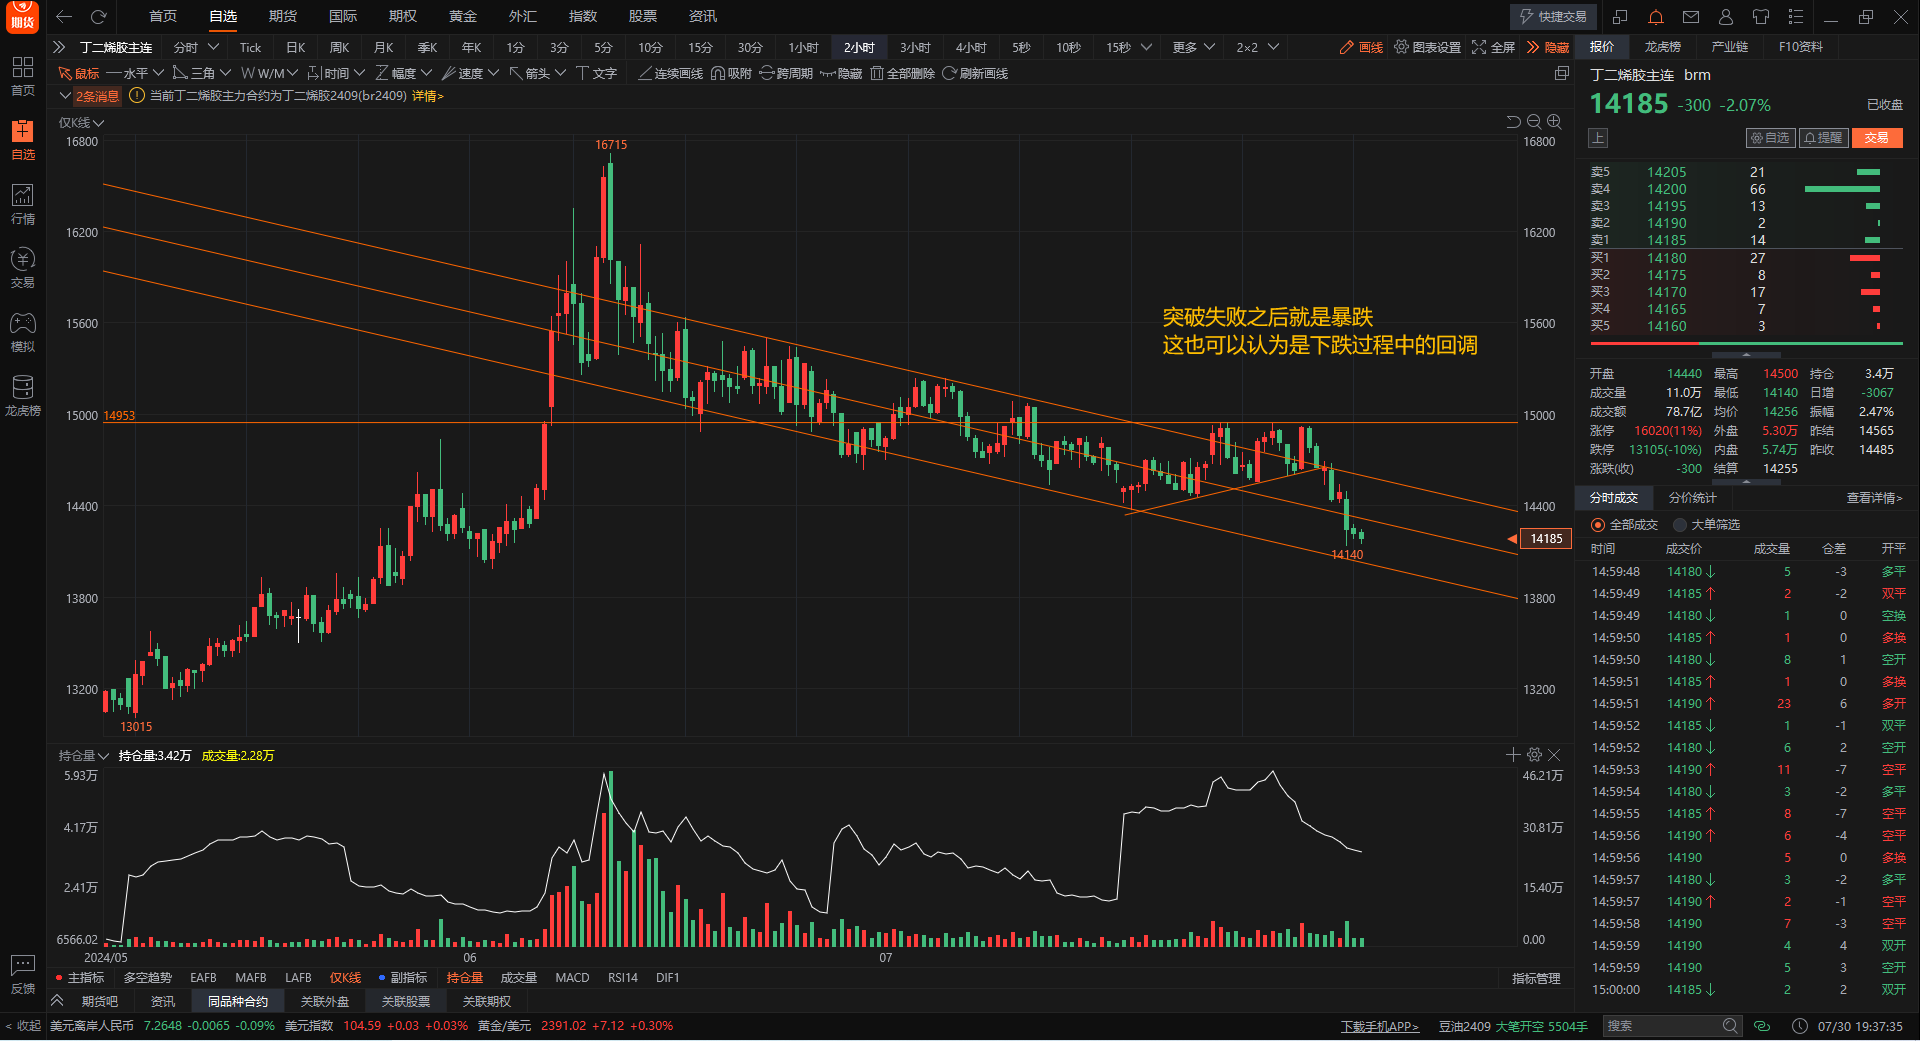 期货
首页 自选 期货 国际 期权 黄金 外汇 指数 股票 资讯 快捷交易
丁二烯胶主连 分时 Tick 日K 周K 月K 季K 年K 1分 3分 5分 10分 15分 30分 1小时 2小时 3小时 4小时 5秒 10秒 15秒 更多 2×2 画线 图表设置 全屏 隐藏
鼠标 水平 三角 W/M 时间 幅度 速度 箭头 文字 连续画线 吸附 跨周期 隐藏 全部删除 刷新画线
2条消息 当前丁二烯胶主力合约为丁二烯胶2409(br2409) 详情>
首页
自选
行情
交易
模拟
龙虎榜
反馈
< 收起
仅K线
16800
16200
15600
15000
14400
13800
13200
16715
14953
13015
14140
突破失败之后就是暴跌
这也可以认为是下跌过程中的回调
16800
16200
15600
15000
14400
14185
13800
13200
持仓量 持仓量:3.42万 成交量:2.28万
5.93万
4.17万
2.41万
6566.02
46.21万
30.81万
15.40万
0.00
2024/05 06 07
主指标 多空趋势 EAFB MAFB LAFB 仅K线 副指标 持仓量 成交量 MACD RSI14 DIF1 指标管理
期货吧 资讯 同品种合约 关联外盘 关联股票 关联期权
美元离岸人民币 7.2648 -0.0065 -0.09% 美元指数 104.59 +0.03 +0.03% 黄金/美元 2391.02 +7.12 +0.30% 下载手机APP> 豆油2409 大笔开空 5504手 搜索 07/30 19:37:35
报价 龙虎榜 产业链 F10资料
丁二烯胶主连 brm
14185 -300 -2.07% 已收盘
上 自选 提醒 交易
卖5 14205 21
卖4 14200 66
卖3 14195 13
卖2 14190 2
卖1 14185 14
买1 14180 27
买2 14175 8
买3 14170 17
买4 14165 7
买5 14160 3
开盘 14440 最高 14500 持仓 3.4万
成交量 11.0万 最低 14140 日增 -3067
成交额 78.7亿 均价 14256 振幅 2.47%
涨停 16020(11%) 外盘 5.30万 昨结 14565
跌停 13105(-10%) 内盘 5.74万 昨收 14485
涨跌(收) -300 结算 14255
分时成交 分价统计 查看详情>
全部成交 大单筛选
时间 成交价 成交量 仓差 开平
14:59:48 14180↓ 5 -3 多平
14:59:49 14185↑ 2 -2 双平
14:59:49 14180↓ 1 0 空换
14:59:50 14185↑ 1 0 多换
14:59:50 14180↓ 8 1 空开
14:59:51 14185↑ 1 0 多换
14:59:51 14190↑ 23 6 多开
14:59:52 14185↓ 1 -1 双平
14:59:52 14180↓ 6 2 空开
14:59:53 14190↑ 11 -7 空平
14:59:54 14180↓ 3 -2 多平
14:59:55 14185↑ 8 -7 空平
14:59:56 14190↑ 6 -4 空平
14:59:56 14190 5 0 多换
14:59:57 14180↓ 3 -2 多平
14:59:57 14190↑ 2 -1 空平
14:59:58 14190 7 -3 空平
14:59:59 14190 4 4 双开
14:59:59 14190 5 3 空开
15:00:00 14185↓ 2 2 双开